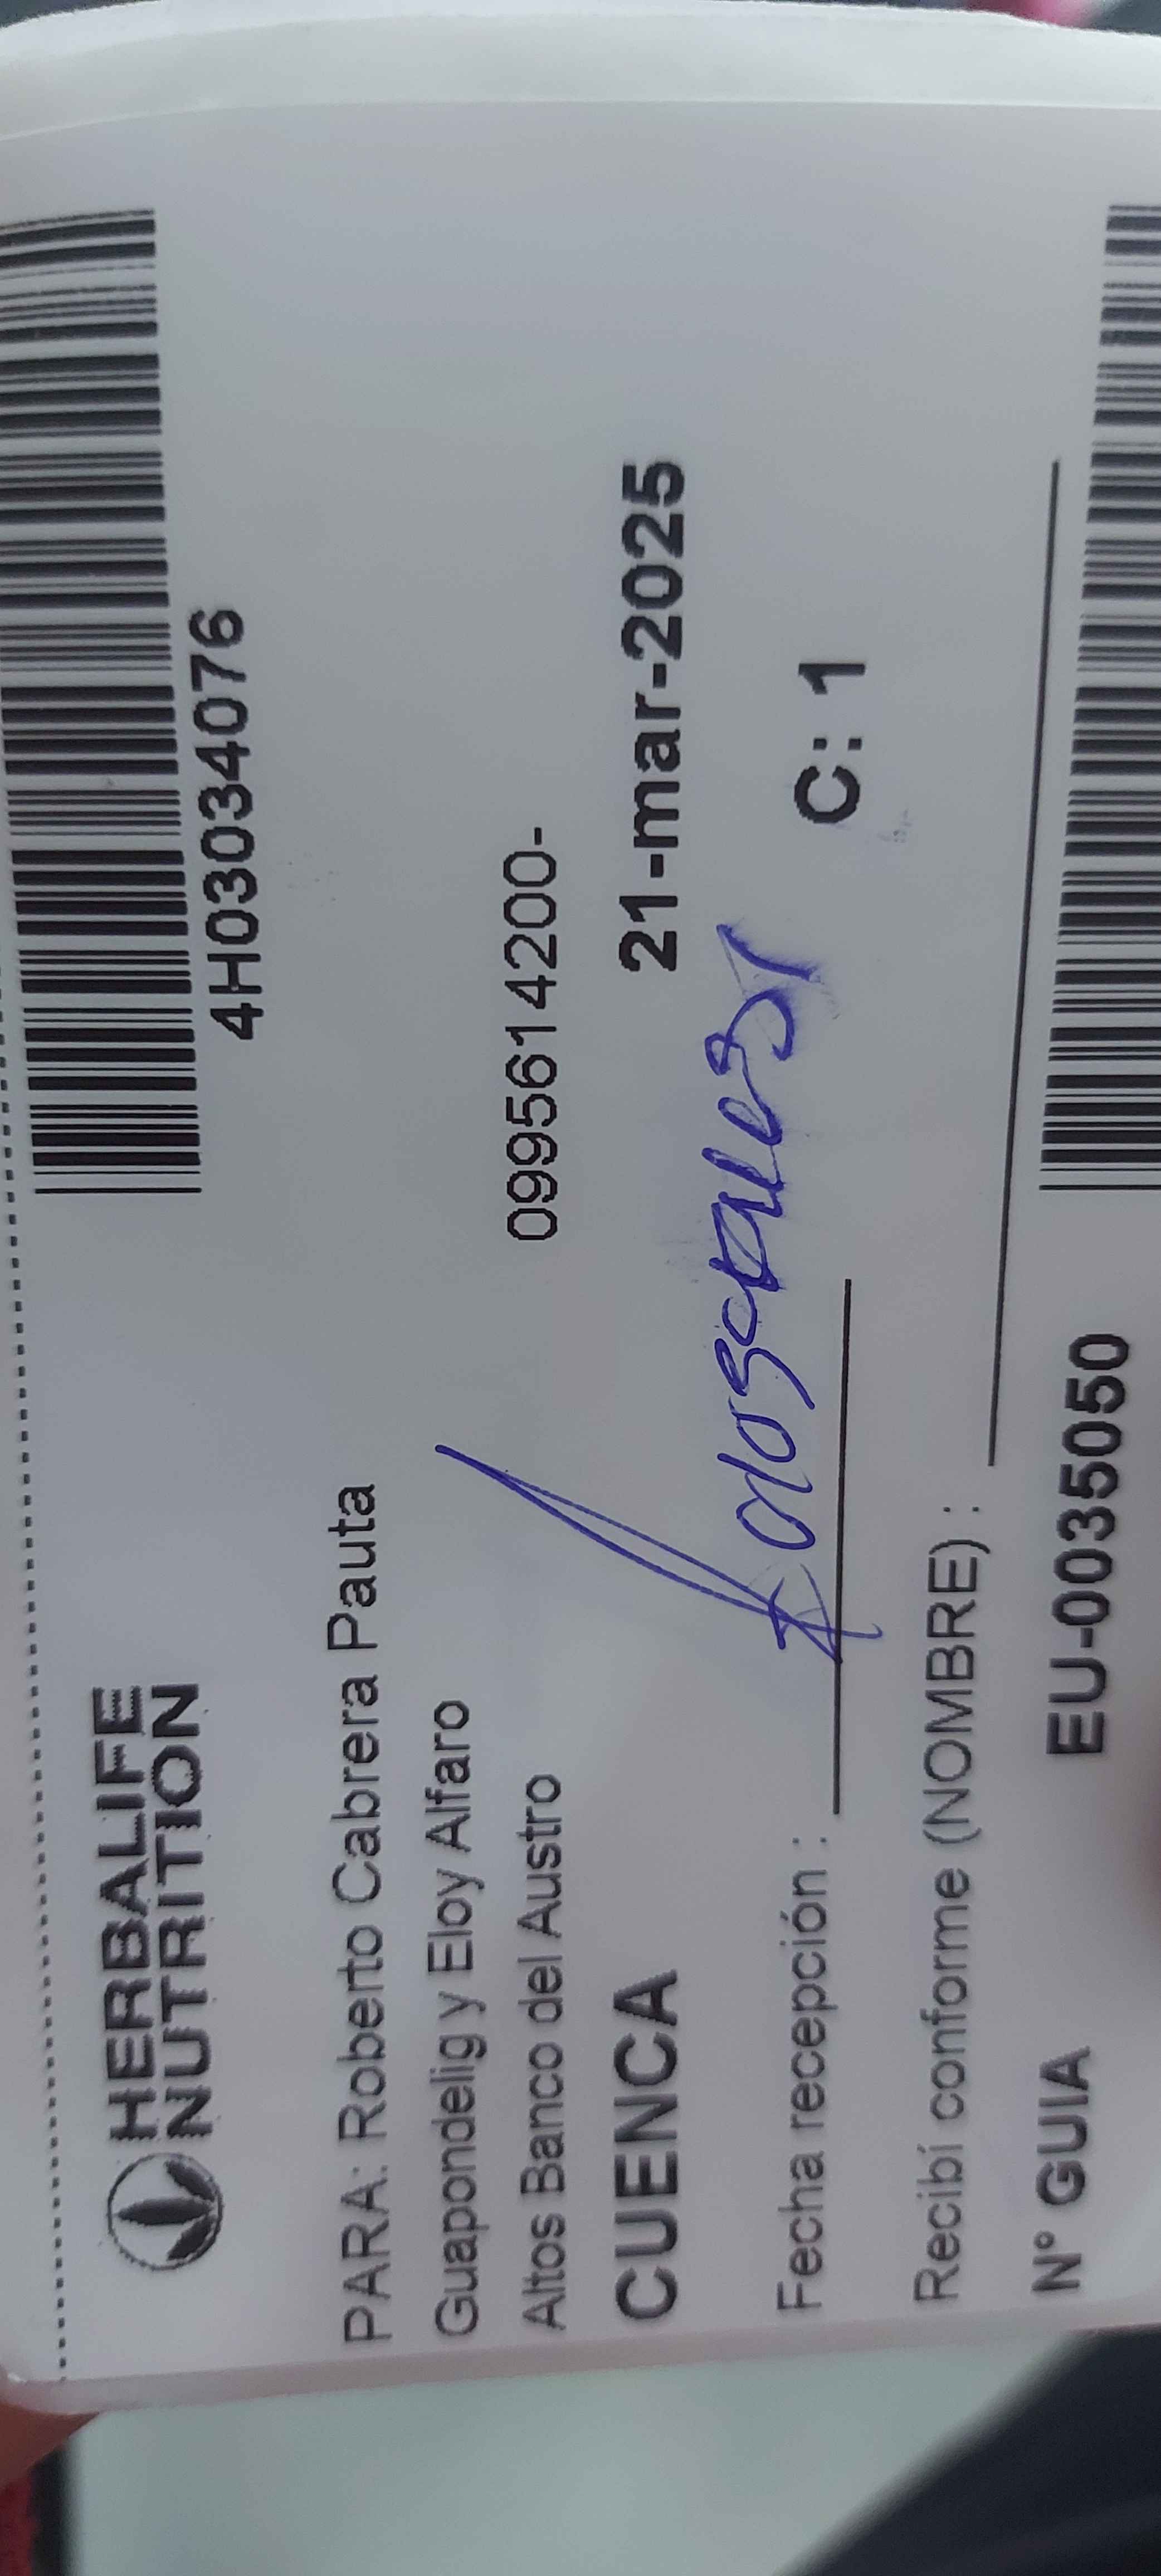 HERBALIFE
NUTRITION
4H03034076
PARA: Roberto Cabrera Pauta
Guapondelig y Eloy Alfaro
Altos Banco del Austro
0995614200-
CUENCA
21-mar-2025
Fecha recepción :
C: 1
Recibí conforme (NOMBRE) :
N° GUIA
EU-0035050